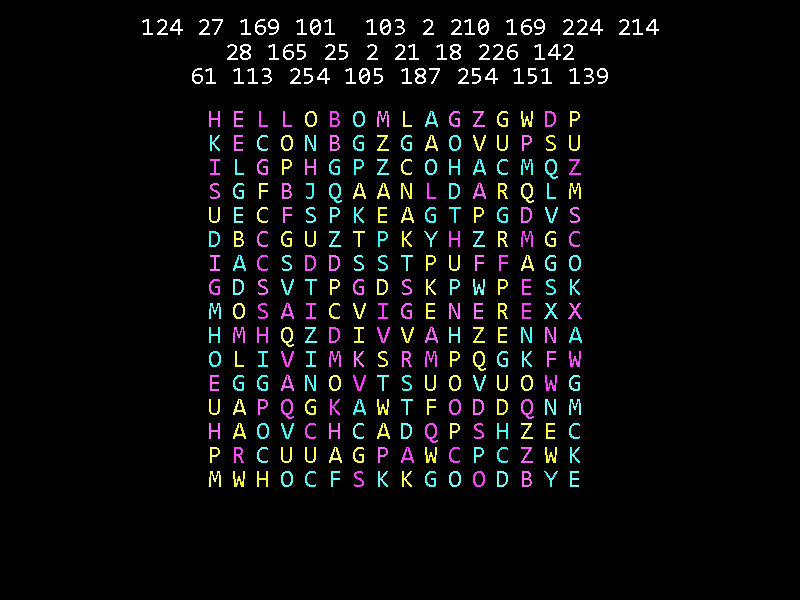 124 27 169 101 103 2 210 169 224 214
28 165 25 2 21 18 226 142
61 113 254 105 187 254 151 139
H E L L O B O M L A G Z G W D P
K E C O N B G Z G A O V U P S U
I L G P H G P Z C O H A C M Q Z
S G F B J Q A A N L D A R Q L M
U E C F S P K E A G T P G D V S
D B C G U Z T P K Y H Z R M G C
I A C S D D S S T P U F F A G O
G D S V T P G D S K P W P E S K
M O S A I C V I G E N E R E X X
H M H Q Z D I V V A H Z E N N A
O L I V I M K S R M P Q G K F W
E G G A N O V T S U O V U O W G
U A P Q G K A W T F O D D Q N M
H A O V C H C A D Q P S H Z E C
P R C U U A G P A W C P C Z W K
M W H O C F S K K G O O D B Y E